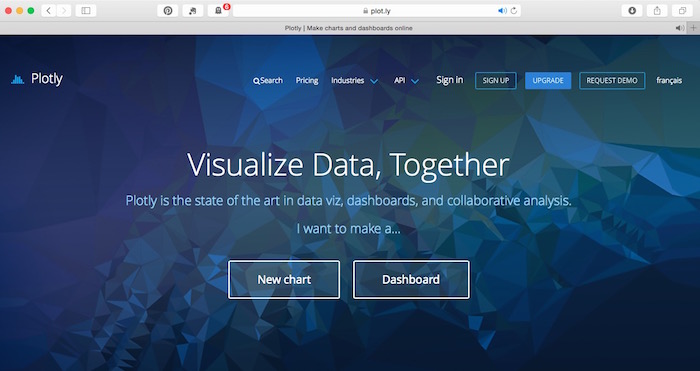 plot.ly
Plotly | Make charts and dashboards online
6
Plotly
Search Pricing Industries API Sign in SIGN UP UPGRADE REQUEST DEMO français
Visualize Data, Together
Plotly is the state of the art in data viz, dashboards, and collaborative analysis.
I want to make a...
New chart Dashboard